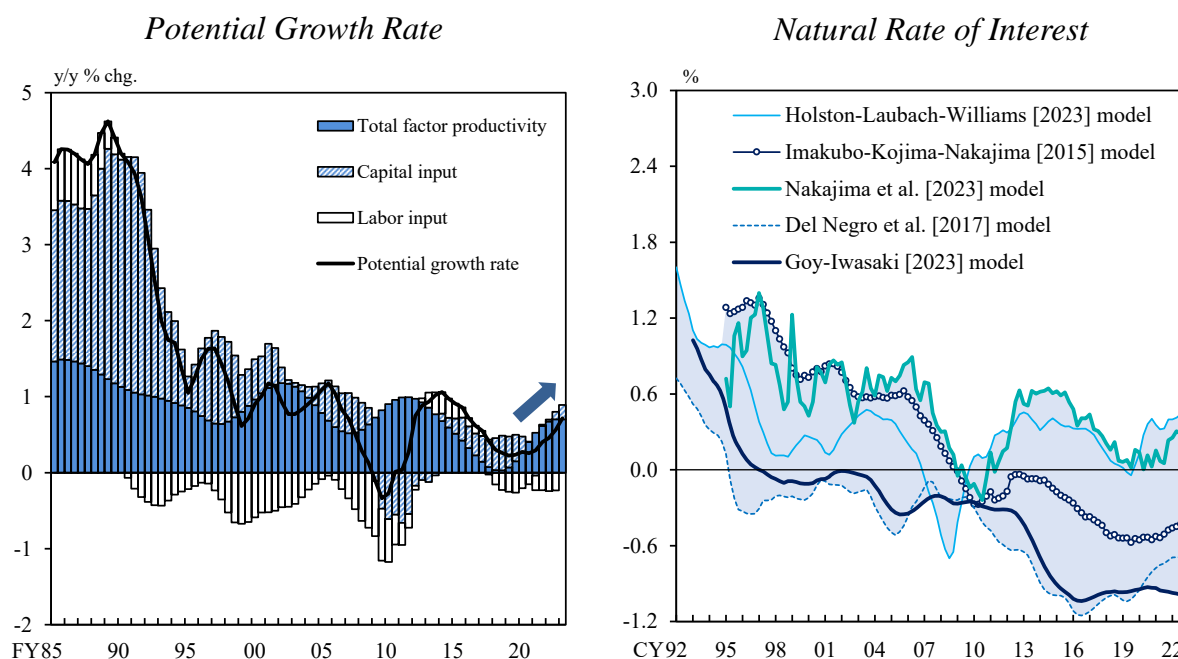 Potential Growth Rate
y/y % chg.
5
4
3
2
1
0
-1
-2
Total factor productivity
Capital input
Labor input
Potential growth rate
FY85 90 95 00 05 10 15 20
Natural Rate of Interest
%
3.0
2.4
1.8
1.2
0.6
0.0
-0.6
-1.2
Holston-Laubach-Williams [2023] model
Imakubo-Kojima-Nakajima [2015] model
Nakajima et al. [2023] model
Del Negro et al. [2017] model
Goy-Iwasaki [2023] model
CY92 95 98 01 04 07 10 13 16 19 22